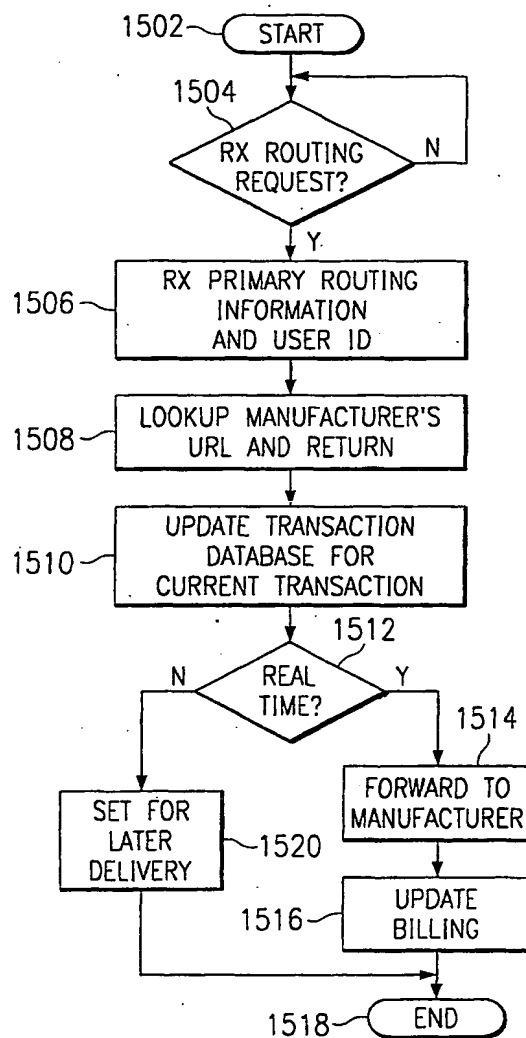 1502
START
1504
RX ROUTING
REQUEST?
N
Y
1506
RX PRIMARY ROUTING
INFORMATION
AND USER ID
1508
LOOKUP MANUFACTURER'S
URL AND RETURN
1510
UPDATE TRANSACTION
DATABASE FOR
CURRENT TRANSACTION
1512
N
REAL
TIME?
Y
1514
FORWARD TO
MANUFACTURER
SET FOR
LATER
DELIVERY
1520
1516
UPDATE
BILLING
1518
END